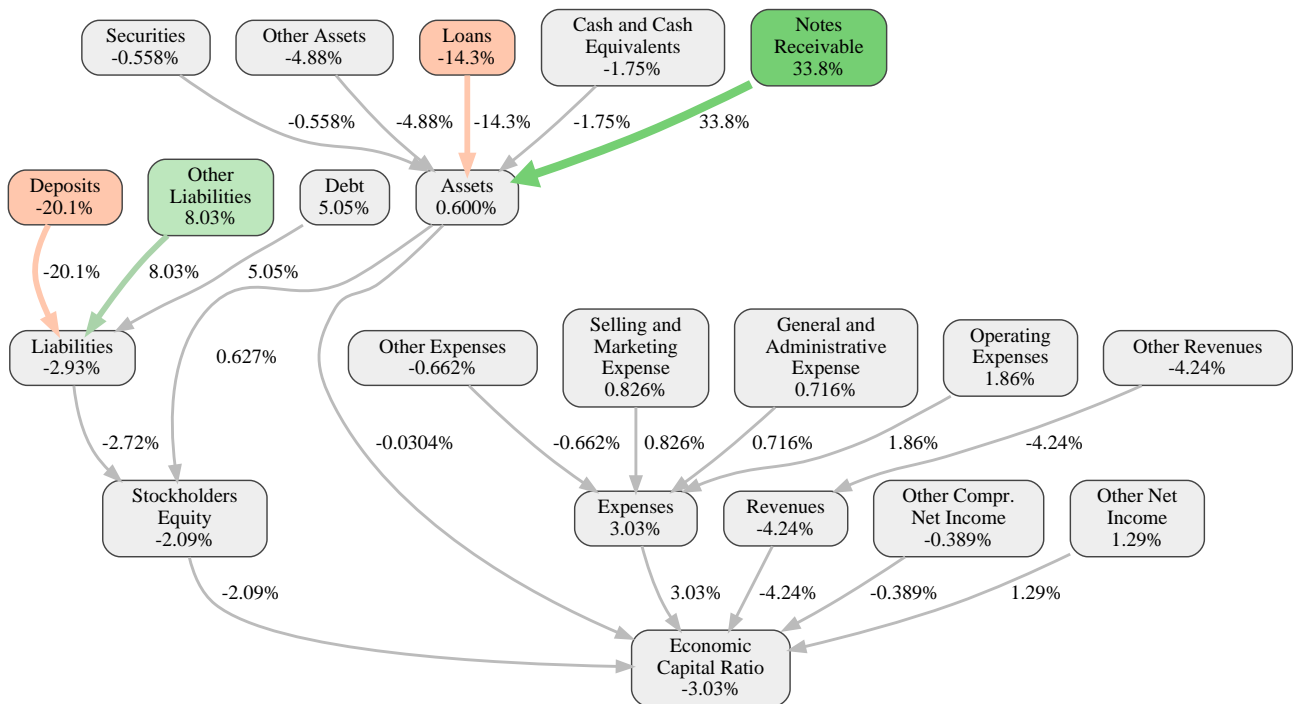 Securities
-0.558%
Other Assets
-4.88%
Loans
-14.3%
Cash and Cash
Equivalents
-1.75%
Notes
Receivable
33.8%
-0.558%
-4.88%
-14.3%
-1.75%
33.8%
Deposits
-20.1%
Other
Liabilities
8.03%
Debt
5.05%
Assets
0.600%
-20.1%
8.03%
5.05%
Liabilities
-2.93%
0.627%
Other Expenses
-0.662%
Selling and
Marketing
Expense
0.826%
General and
Administrative
Expense
0.716%
Operating
Expenses
1.86%
Other Revenues
-4.24%
-2.72%
-0.0304%
-0.662%
0.826%
0.716%
1.86%
-4.24%
Stockholders
Equity
-2.09%
Expenses
3.03%
Revenues
-4.24%
Other Compr.
Net Income
-0.389%
Other Net
Income
1.29%
-2.09%
3.03%
-4.24%
-0.389%
1.29%
Economic
Capital Ratio
-3.03%